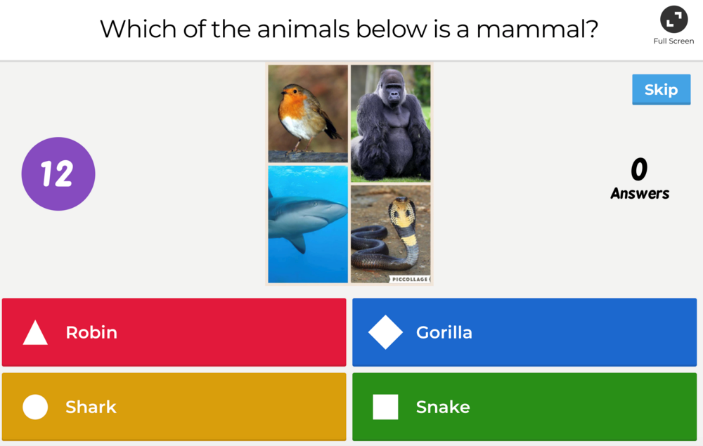 Which of the animals below is a mammal?
Full Screen
Skip
12
0
Answers
PICCOLLAGE
Robin
Gorilla
Shark
Snake